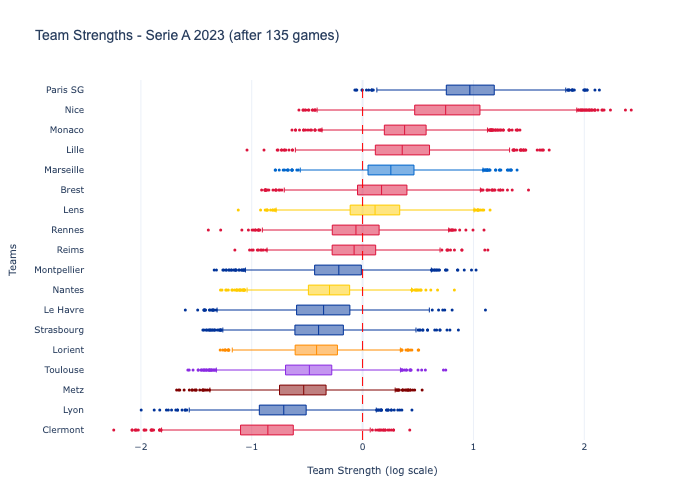 Team Strengths - Serie A 2023 (after 135 games)
Paris SG
Nice
Monaco
Lille
Marseille
Brest
Lens
Rennes
Reims
Montpellier
Nantes
Le Havre
Strasbourg
Lorient
Toulouse
Metz
Lyon
Clermont
Teams
−2 −1 0 1 2
Team Strength (log scale)